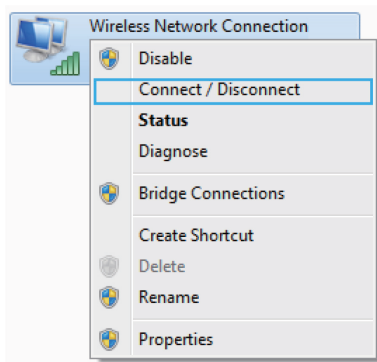 Wireless Network Connection
Disable
Connect / Disconnect
Status
Diagnose
Bridge Connections
Create Shortcut
Delete
Rename
Properties